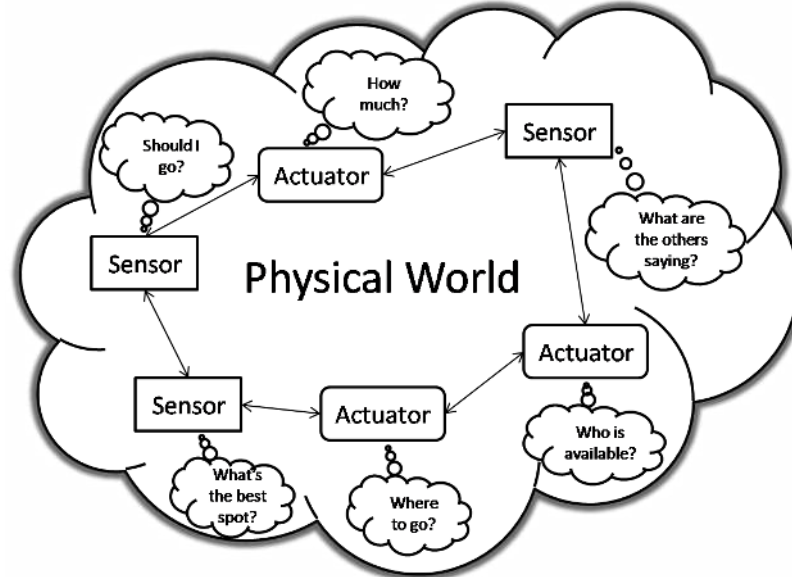 How
much?
Sensor
Should I
go?
Actuator
What are
the others
saying?
Sensor
Physical World
Actuator
Sensor
Actuator
Who is
available?
What's
the best
spot?
Where
to go?